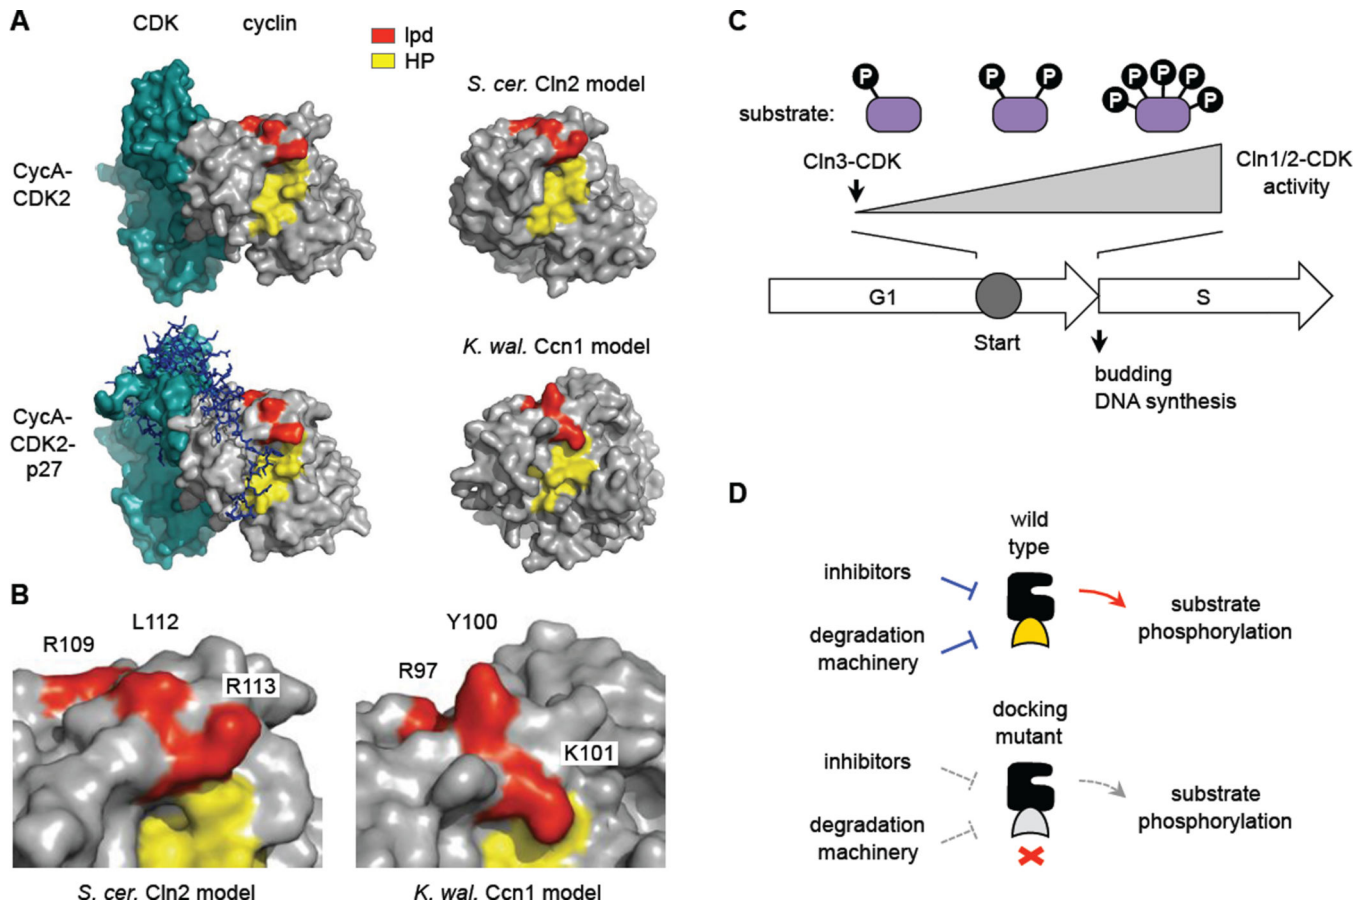 A
CDK
cyclin
lpd
HP
S. cer. Cln2 model
CycA-
CDK2
K. wal. Ccn1 model
CycA-
CDK2-
p27
B
R109
L112
R113
Y100
R97
K101
S. cer. Cln2 model
K. wal. Ccn1 model
C
P
P
P
P
P
P
P
P
substrate:
Cln3-CDK
Cln1/2-CDK
activity
G1
S
Start
budding
DNA synthesis
D
wild
type
inhibitors
degradation
machinery
substrate
phosphorylation
docking
mutant
inhibitors
degradation
machinery
substrate
phosphorylation